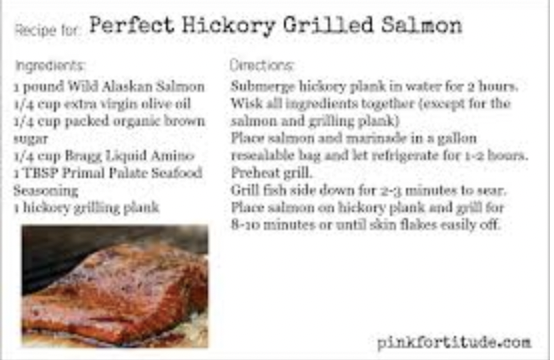 Recipe for: Perfect Hickory Grilled Salmon
Ingredients:
1 pound Wild Alaskan Salmon
1/4 cup extra virgin olive oil
1/4 cup packed organic brown
sugar
1/4 cup Bragg Liquid Amino
1 TBSP Primal Palate Seafood
Seasoning
1 hickory grilling plank
Directions:
Submerge hickory plank in water for 2 hours.
Wisk all ingredients together (except for the
salmon and grilling plank)
Place salmon and marinade in a gallon
resealable bag and let refrigerate for 1-2 hours.
Preheat grill.
Grill fish side down for 2-3 minutes to sear.
Place salmon on hickory plank and grill for
8-10 minutes or until skin flakes easily off.
pinkfortitude.com